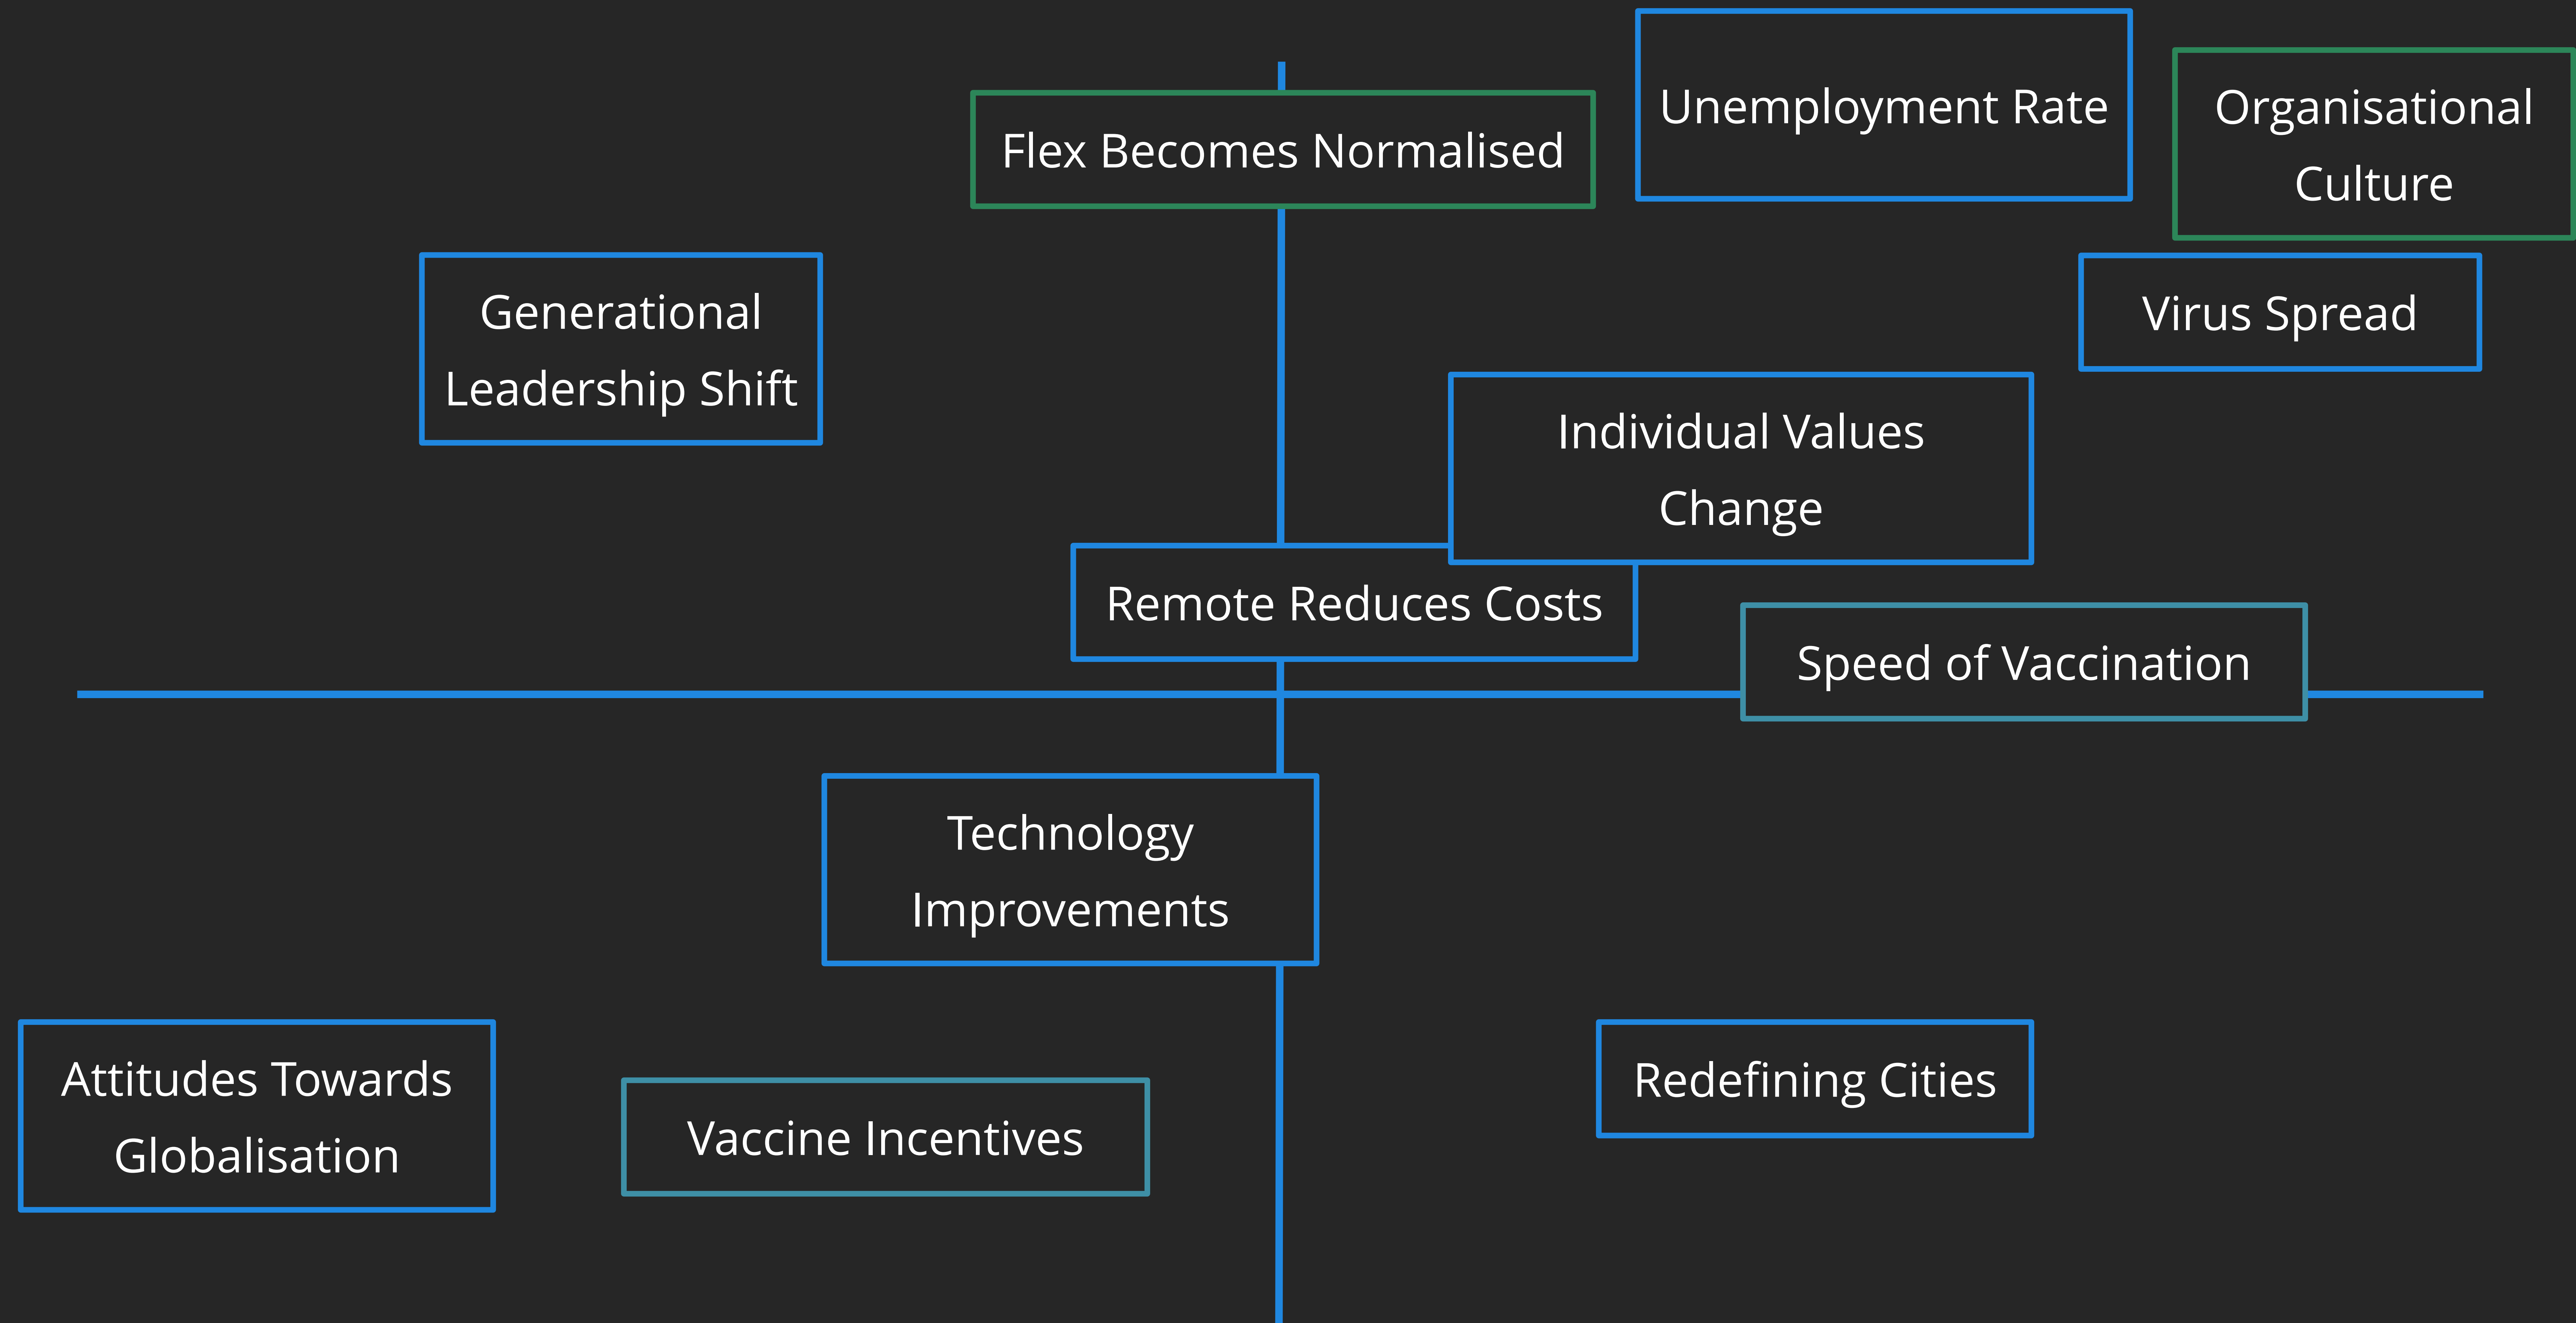 Flex Becomes Normalised
Unemployment Rate
Organisational
Culture
Generational
Leadership Shift
Virus Spread
Individual Values
Change
Remote Reduces Costs
Speed of Vaccination
Technology
Improvements
Attitudes Towards
Globalisation
Vaccine Incentives
Redefining Cities